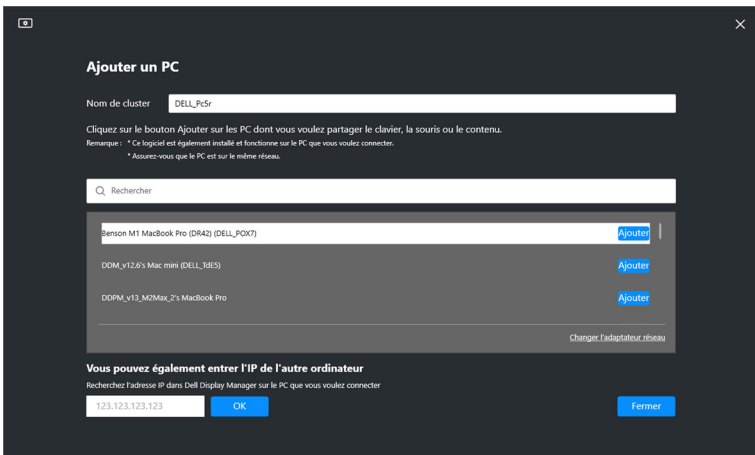 Ajouter un PC
Nom de cluster DELL_Pc5r
Cliquez sur le bouton Ajouter sur les PC dont vous voulez partager le clavier, la souris ou le contenu.
Remarque : * Ce logiciel est également installé et fonctionne sur le PC que vous voulez connecter.
* Assurez-vous que le PC est sur le même réseau.
Rechercher
Benson M1 MacBook Pro (DR42) (DELL_POX7) Ajouter
DDM_v12.6's Mac mini (DELL_TdE5) Ajouter
DDPM_v13_M2Max_2's MacBook Pro Ajouter
Changer l'adaptateur réseau
Vous pouvez également entrer l'IP de l'autre ordinateur
Recherchez l'adresse IP dans Dell Display Manager sur le PC que vous voulez connecter
123.123.123.123 OK Fermer